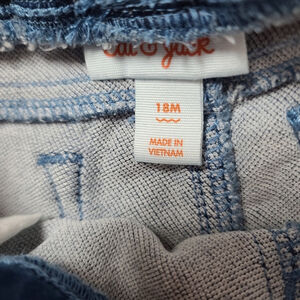 cat & jack
18M
MADE IN
VIETNAM